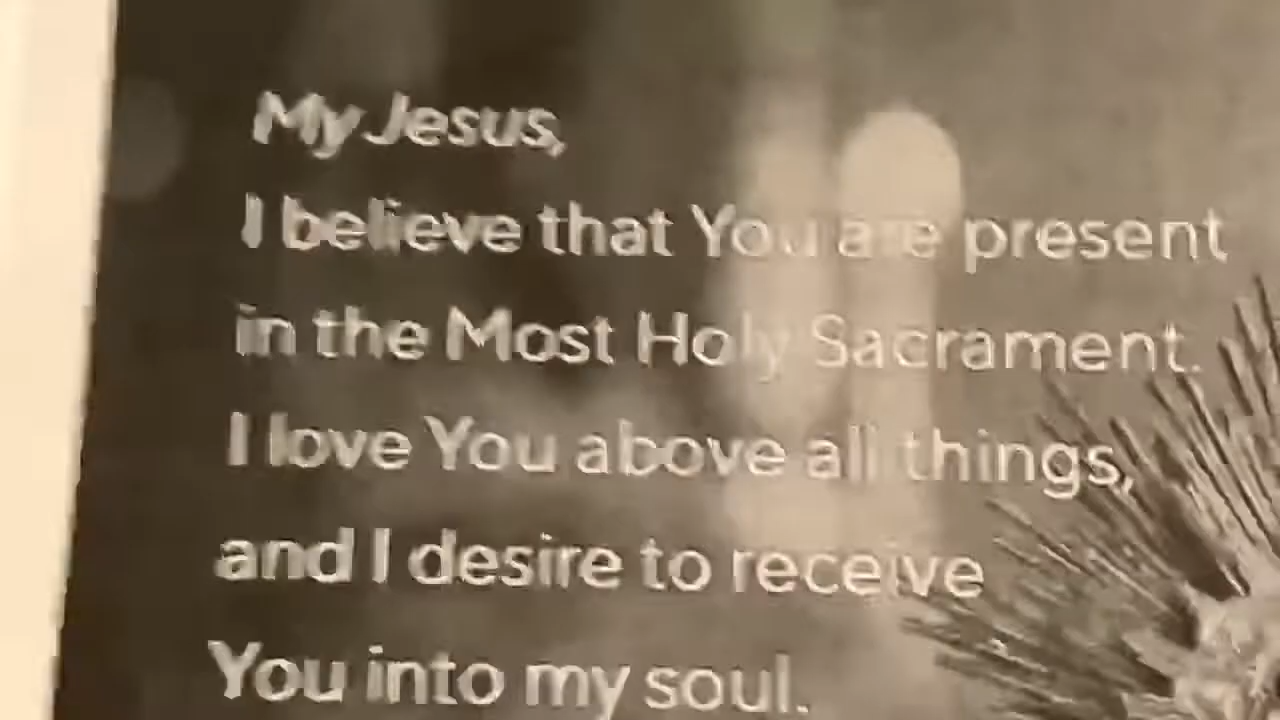 My Jesus,
I believe that You are present
in the Most Holy Sacrament.
I love You above all things,
and I desire to receive
You into my soul.